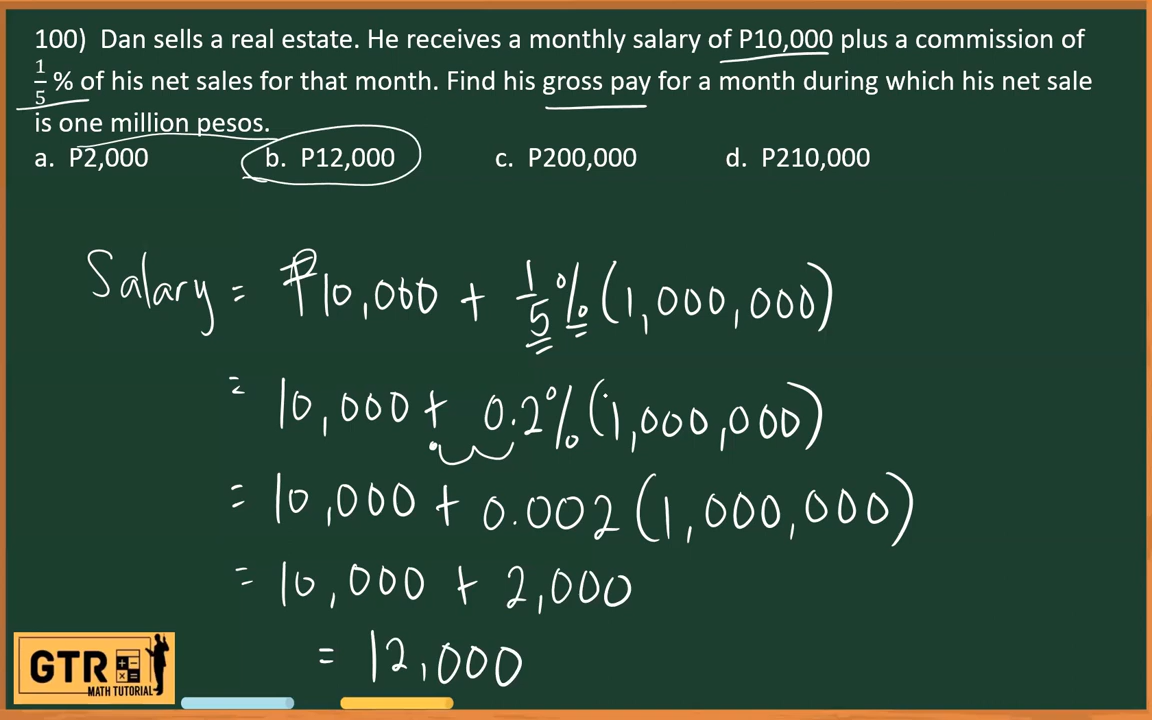 100) Dan sells a real estate. He receives a monthly salary of P10,000 plus a commission of
1/5 % of his net sales for that month. Find his gross pay for a month during which his net sale
is one million pesos.
a. P2,000 b. P12,000 c. P200,000 d. P210,000
Salary = ₱10,000 + 1/5 % (1,000,000)
= 10,000 + 0.2% (1,000,000)
= 10,000 + 0.002 (1,000,000)
= 10,000 + 2,000
= 12,000
GTR
MATH TUTORIAL